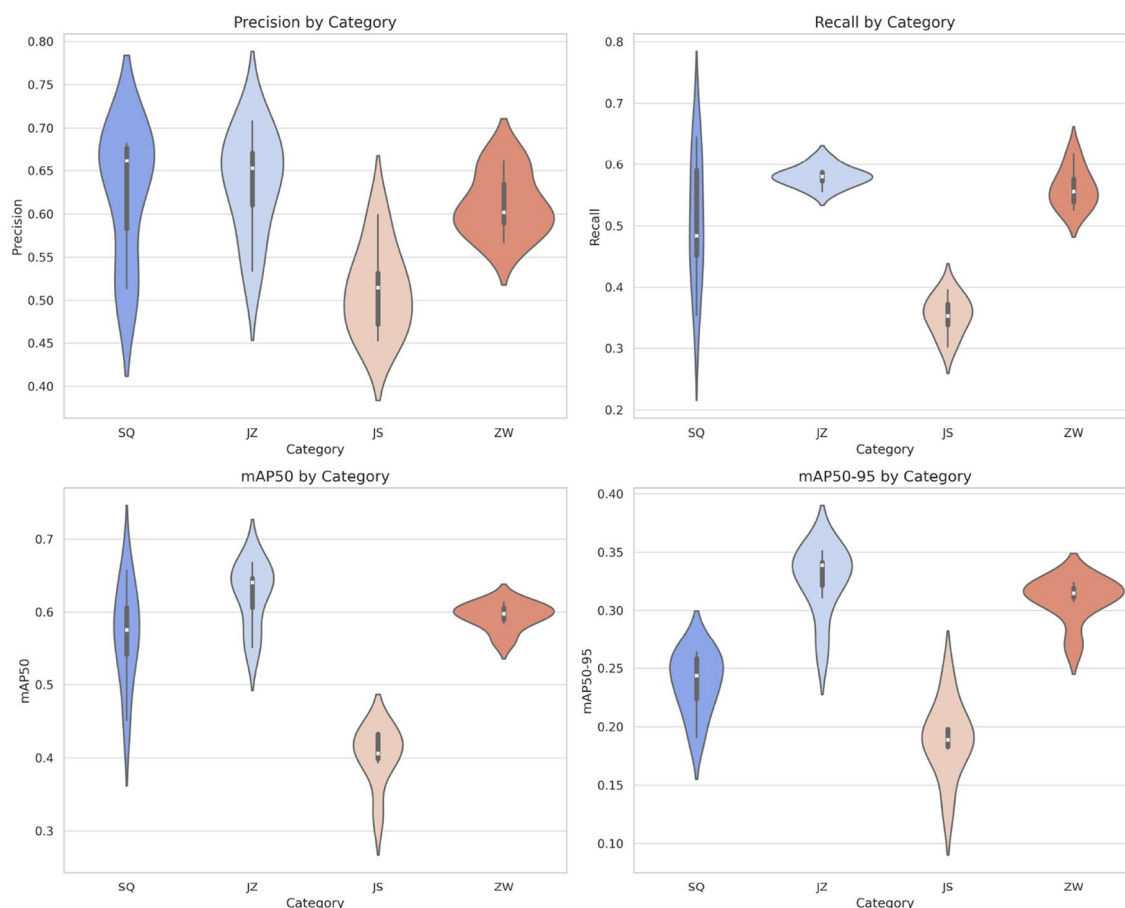 Precision by Category
0.80
0.75
0.70
0.65
0.60
0.55
0.50
0.45
0.40
Precision
SQ JZ JS ZW
Category
Recall by Category
0.8
0.7
0.6
0.5
0.4
0.3
0.2
Recall
SQ JZ JS ZW
Category
mAP50 by Category
0.7
0.6
0.5
0.4
0.3
mAP50
SQ JZ JS ZW
Category
mAP50-95 by Category
0.40
0.35
0.30
0.25
0.20
0.15
0.10
mAP50-95
SQ JZ JS ZW
Category